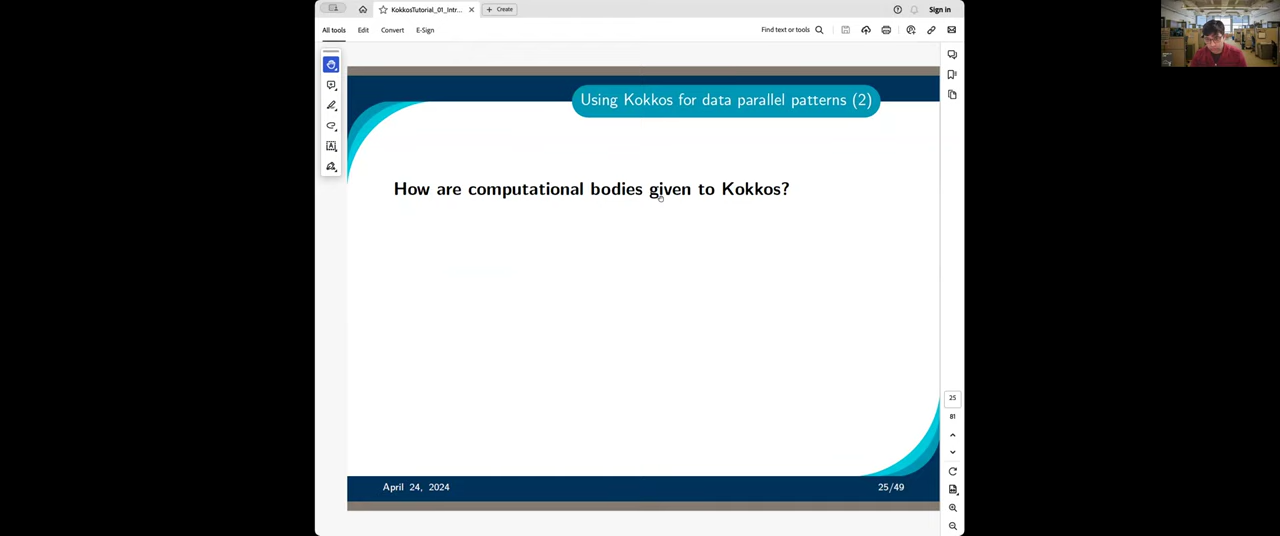 KokkosTutorial_01_Intr...
Create
Sign in
All tools
Edit
Convert
E-Sign
Find text or tools
Using Kokkos for data parallel patterns (2)
How are computational bodies given to Kokkos?
25
81
April 24, 2024
25/49